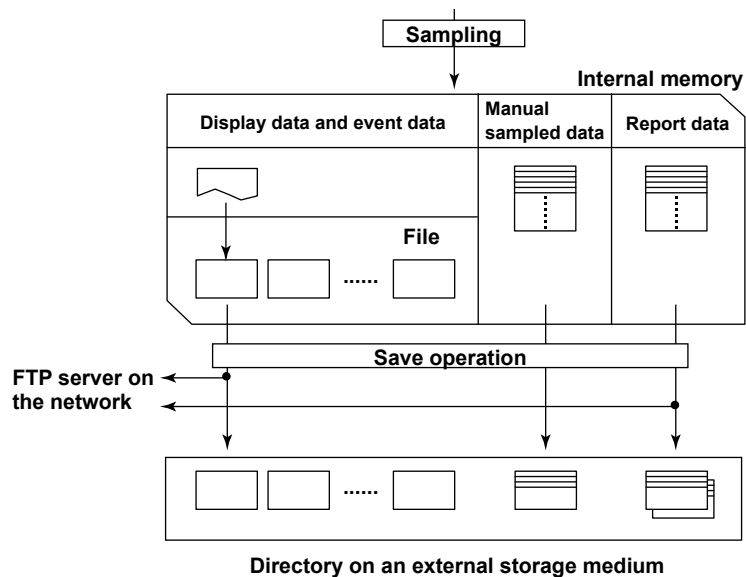 Sampling
Internal memory
Display data and event data
Manual
sampled data
Report data
File
Save operation
FTP server on
the network
Directory on an external storage medium